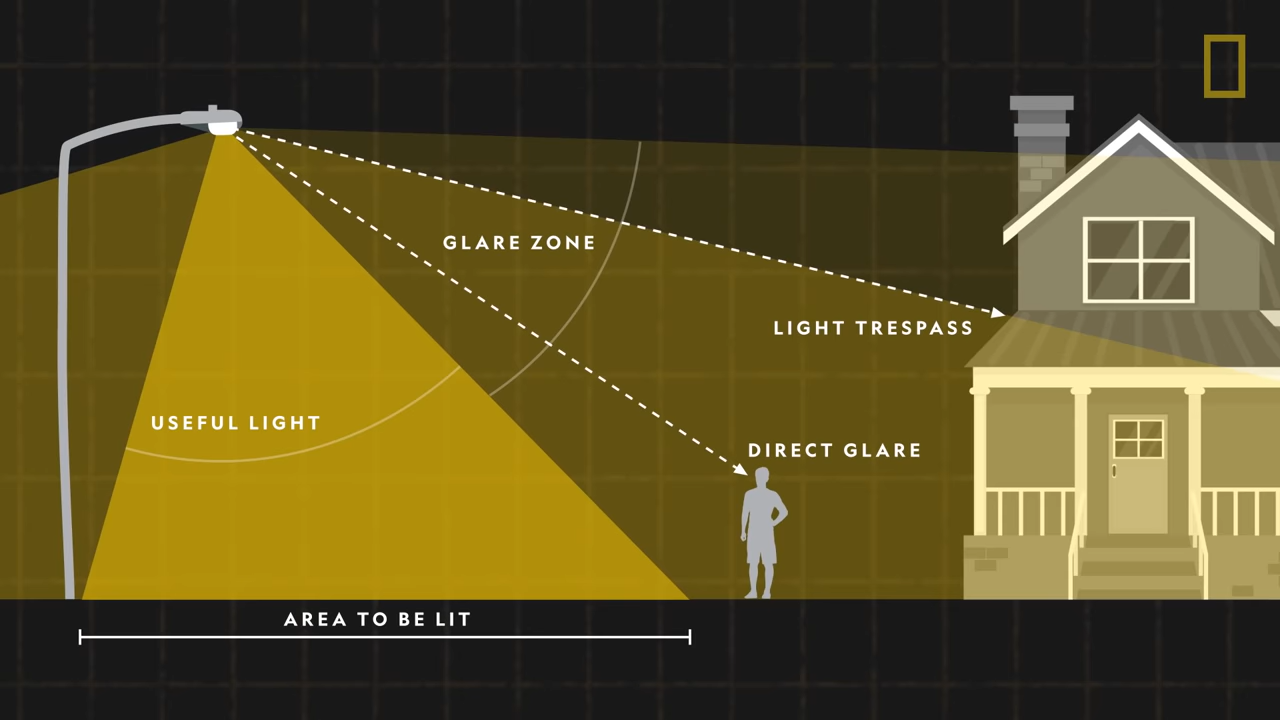 GLARE ZONE
LIGHT TRESPASS
USEFUL LIGHT
DIRECT GLARE
AREA TO BE LIT